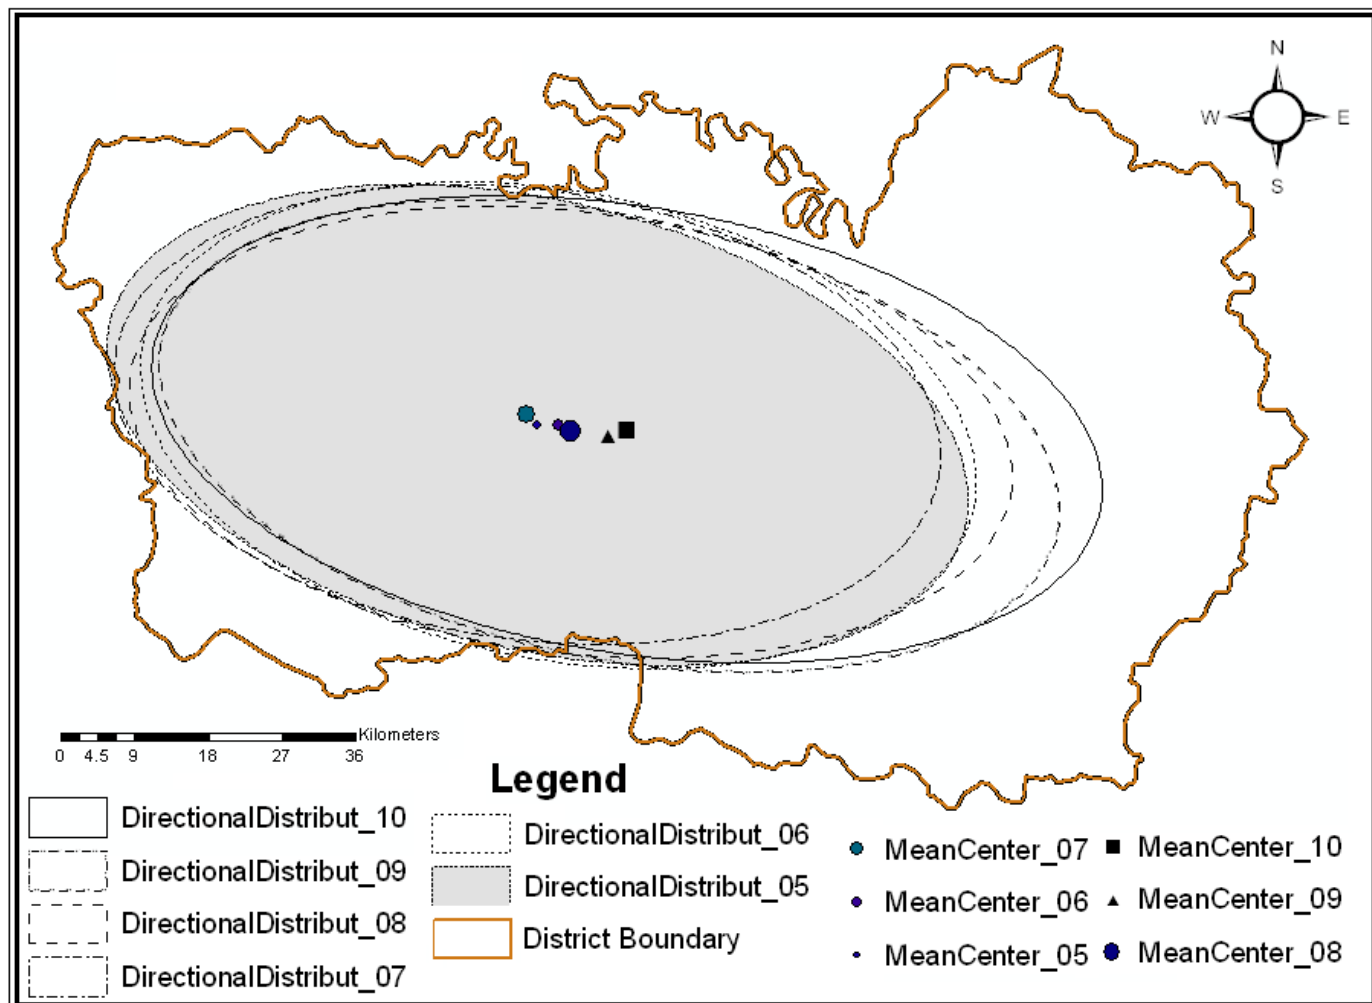 N
W E
S
Kilometers
0 4.5 9 18 27 36
Legend
DirectionalDistribut_10
DirectionalDistribut_09
DirectionalDistribut_08
DirectionalDistribut_07
DirectionalDistribut_06
DirectionalDistribut_05
District Boundary
MeanCenter_07
MeanCenter_06
MeanCenter_05
MeanCenter_10
MeanCenter_09
MeanCenter_08